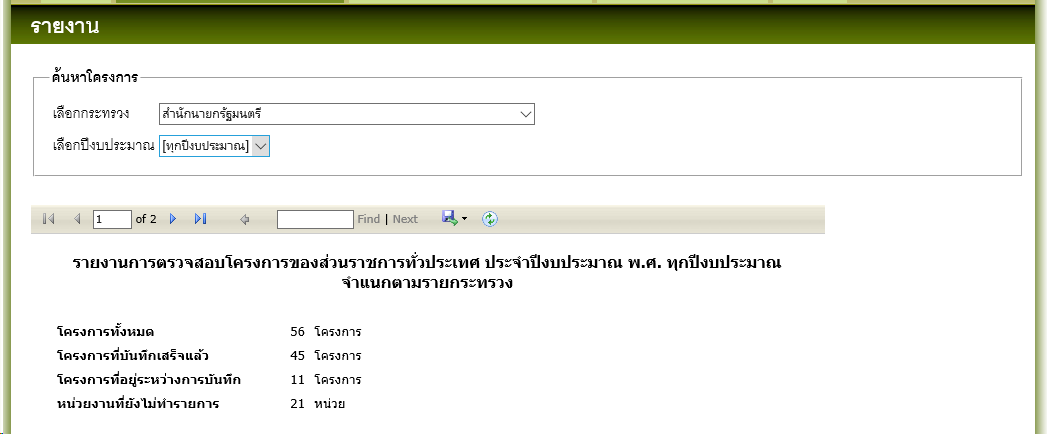 รายงาน
ค้นหาโครงการ
เลือกกระทรวง สำนักนายกรัฐมนตรี
เลือกปีงบประมาณ [ทุกปีงบประมาณ]
1 of 2 Find | Next
รายงานการตรวจสอบโครงการของส่วนราชการทั่วประเทศ ประจำปีงบประมาณ พ.ศ. ทุกปีงบประมาณ
จำแนกตามรายกระทรวง
โครงการทั้งหมด 56 โครงการ
โครงการที่บันทึกเสร็จแล้ว 45 โครงการ
โครงการที่อยู่ระหว่างการบันทึก 11 โครงการ
หน่วยงานที่ยังไม่ทำรายการ 21 หน่วย